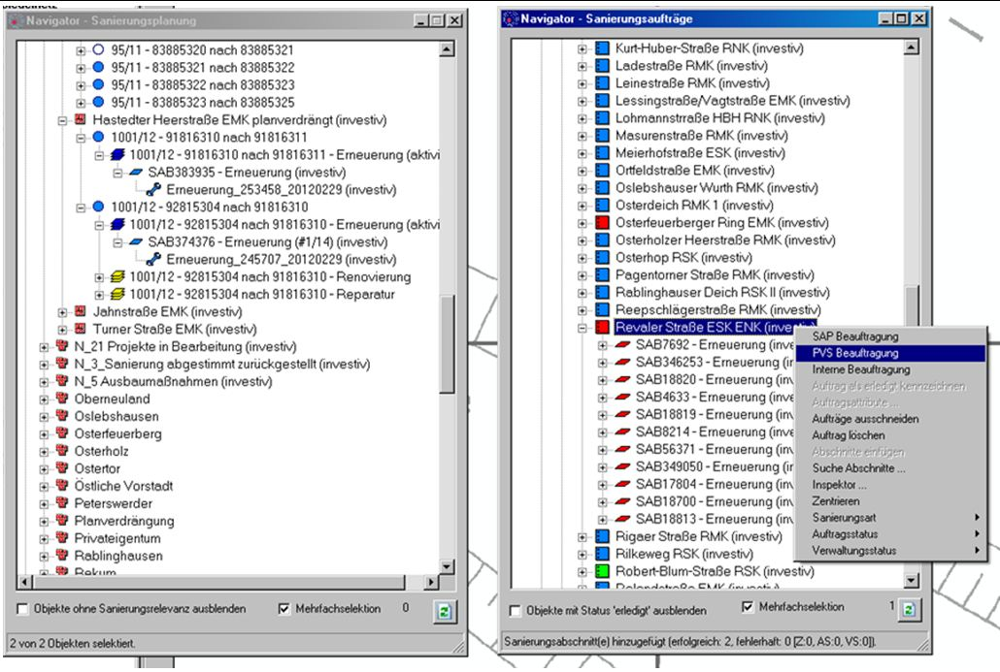 Navigator - Sanierungsplanung
95/11 - 83885320 nach 83885321
95/11 - 83885321 nach 83885322
95/11 - 83885322 nach 83885323
95/11 - 83885323 nach 83885325
Hastedter Heerstraße EMK planverdrängt (investiv)
1001/12 - 91816310 nach 91816311
1001/12 - 91816310 nach 91816311 - Erneuerung (aktivi
SAB383935 - Erneuerung (investiv)
Erneuerung_253458_20120229 (investiv)
1001/12 - 92815304 nach 91816310
1001/12 - 92815304 nach 91816310 - Erneuerung (aktivi
SAB374376 - Erneuerung (#1/14) (investiv)
Erneuerung_245707_20120229 (investiv)
1001/12 - 92815304 nach 91816310 - Renovierung
1001/12 - 92815304 nach 91816310 - Reparatur
Jahnstraße EMK (investiv)
Turner Straße EMK (investiv)
N_21 Projekte in Bearbeitung (investiv)
N_3_Sanierung abgestimmt zurückgestellt (investiv)
N_5 Ausbaumaßnahmen (investiv)
Oberneuland
Oslebshausen
Osterfeuerberg
Osterholz
Ostertor
Östliche Vorstadt
Peterswerder
Planverdrängung
Privateigentum
Rablinghausen
Rekum
Objekte ohne Sanierungsrelevanz ausblenden
Mehrfachselektion 0
2 von 2 Objekten selektiert.
Navigator - Sanierungsaufträge
Kurt-Huber-Straße RNK (investiv)
Ladestraße RMK (investiv)
Leinestraße RMK (investiv)
Lessingstraße/Vagtstraße EMK (investiv)
Lohmannstraße HBH RNK (investiv)
Masurenstraße RMK (investiv)
Meierhofstraße ESK (investiv)
Ortfeldstraße EMK (investiv)
Oslebshauser Wurth RMK (investiv)
Osterdeich RMK 1 (investiv)
Osterfeuerberger Ring EMK (investiv)
Osterholzer Heerstraße RMK (investiv)
Osterhop RSK (investiv)
Pagentorner Straße RMK (investiv)
Rablinghauser Deich RSK II (investiv)
Reepschlägerstraße RMK (investiv)
Revaler Straße ESK ENK (investiv)
SAB7692 - Erneuerung (inve
SAB346253 - Erneuerung (in
SAB18820 - Erneuerung (inv
SAB4633 - Erneuerung (inve
SAB18819 - Erneuerung (inv
SAB8214 - Erneuerung (inve
SAB56371 - Erneuerung (inv
SAB349050 - Erneuerung (in
SAB17804 - Erneuerung (inv
SAB18700 - Erneuerung (inv
SAB18813 - Erneuerung (inv
Rigaer Straße RMK (investiv)
Rilkeweg RSK (investiv)
Robert-Blum-Straße RSK (investiv)
Rolandstraße EMK (investiv)
SAP Beauftragung
PVS Beauftragung
Interne Beauftragung
Auftrag als erledigt kennzeichnen
Auftragsattribute ...
Aufträge ausschneiden
Auftrag löschen
Abschnitte einfügen
Suche Abschnitte ...
Inspektor ...
Zentrieren
Sanierungsart
Auftragsstatus
Verwaltungsstatus
Objekte mit Status 'erledigt' ausblenden
Mehrfachselektion 1
Sanierungsabschnitt(e) hinzugefügt (erfolgreich: 2, fehlerhaft: 0 [Z:0, AS:0, VS:0]).